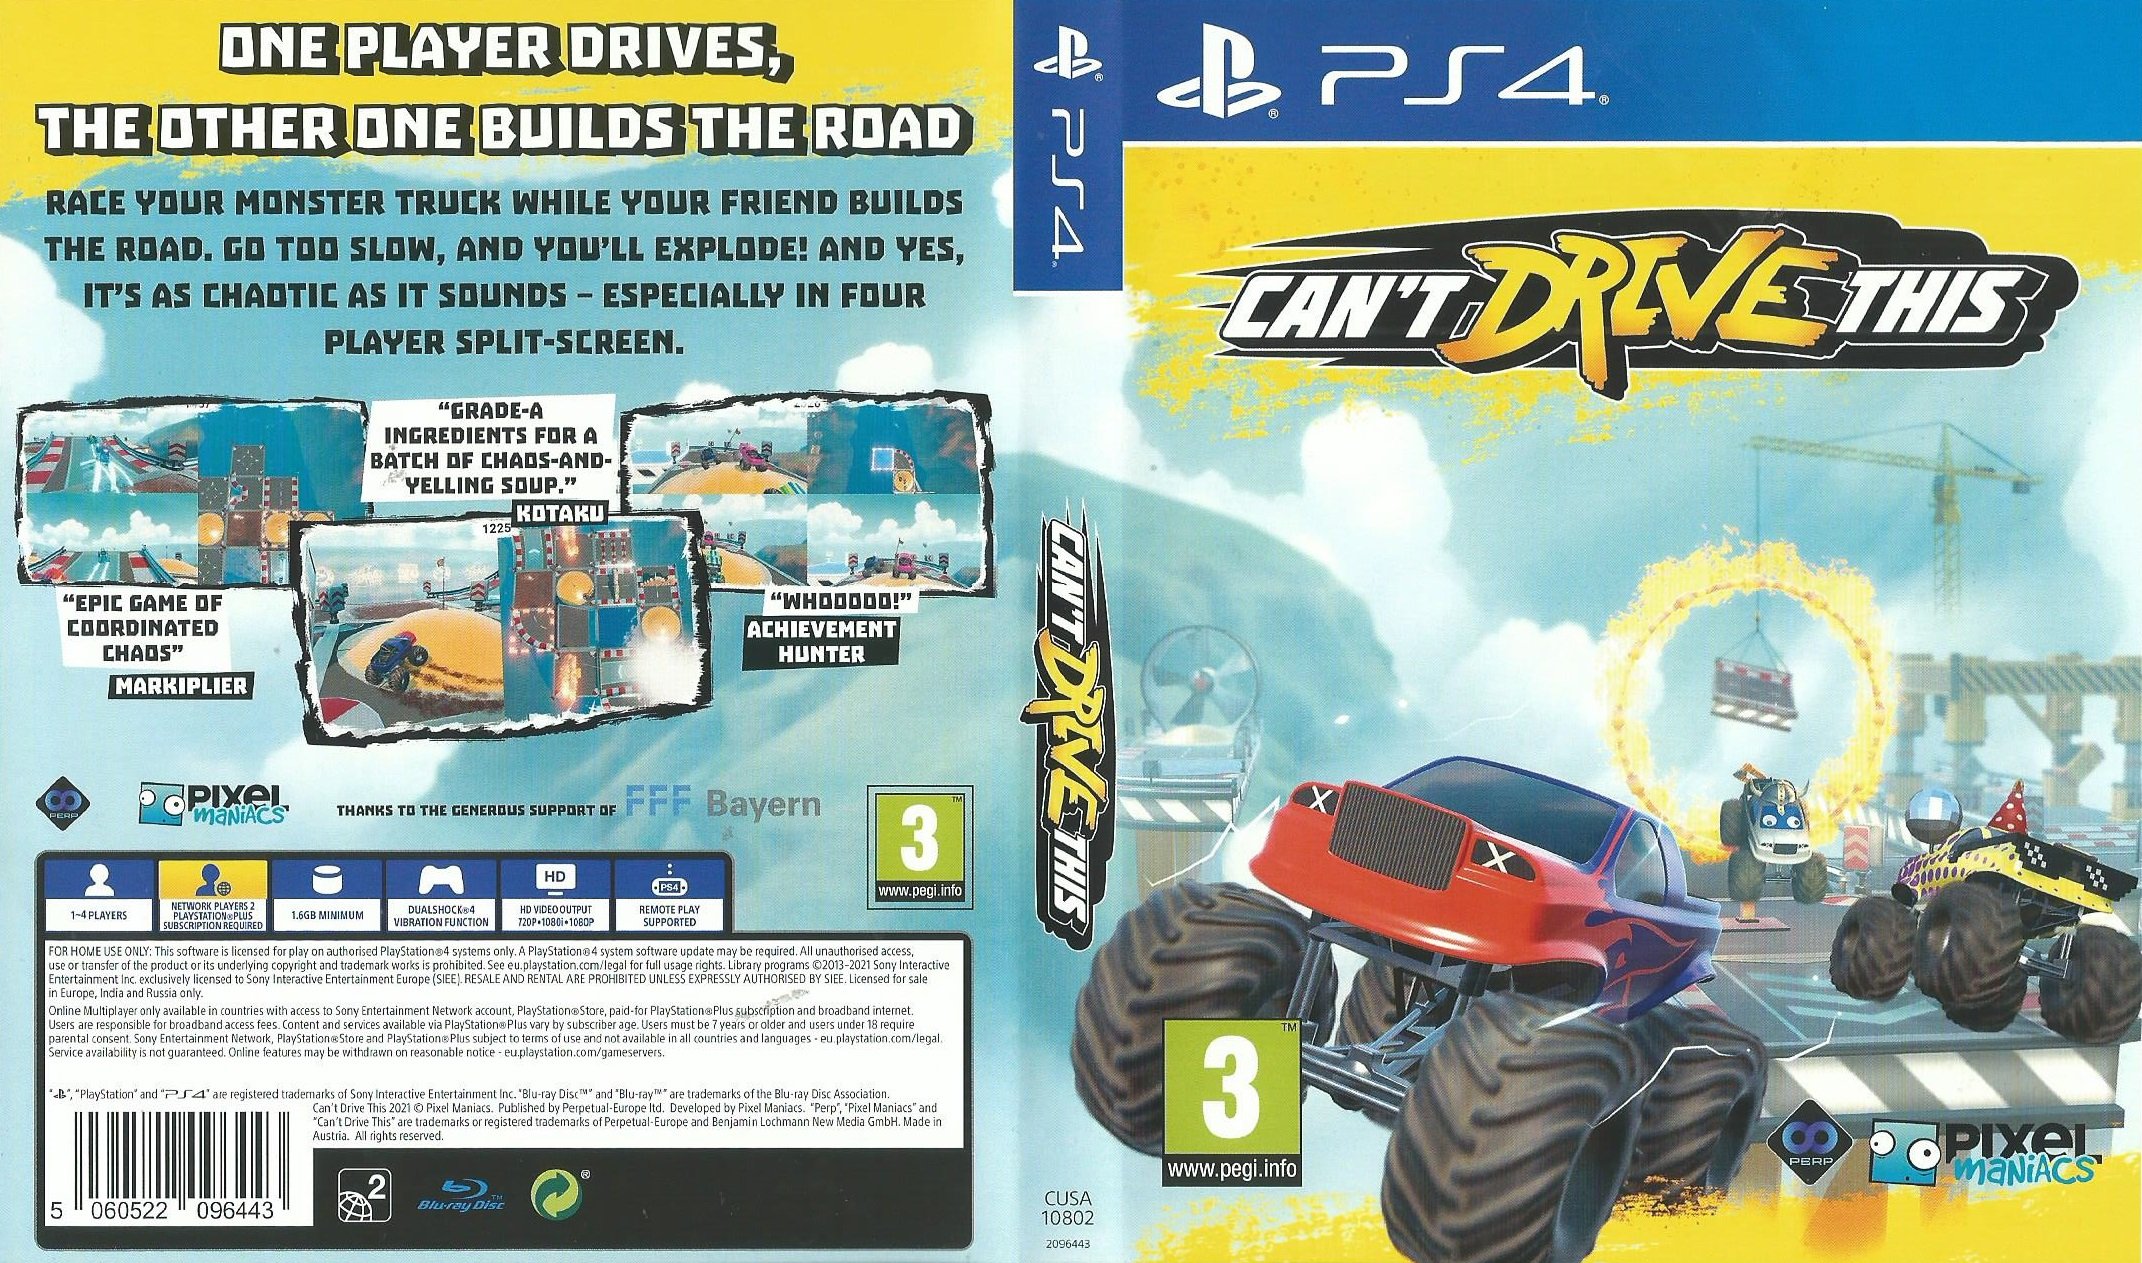 ONE PLAYER DRIVES,
THE OTHER ONE BUILDS THE ROAD
RACE YOUR MONSTER TRUCK WHILE YOUR FRIEND BUILDS
THE ROAD. GO TOO SLOW, AND YOU'LL EXPLODE! AND YES,
IT'S AS CHAOTIC AS IT SOUNDS – ESPECIALLY IN FOUR
PLAYER SPLIT-SCREEN.
"GRADE-A
INGREDIENTS FOR A
BATCH OF CHAOS-AND-
YELLING SOUP."
KOTAKU
1225
"EPIC GAME OF
COORDINATED
CHAOS"
MARKIPLIER
"WHOOOOO!"
ACHIEVEMENT
HUNTER
PERP
PIXEL
MANIACS
THANKS TO THE GENEROUS SUPPORT OF FFF Bayern
3™
www.pegi.info
1-4 PLAYERS
NETWORK PLAYERS 2
PLAYSTATION®PLUS
SUBSCRIPTION REQUIRED
1.6GB MINIMUM
DUALSHOCK®4
VIBRATION FUNCTION
HD
HD VIDEO OUTPUT
720P•1080i•1080P
PS4
REMOTE PLAY
SUPPORTED
FOR HOME USE ONLY: This software is licensed for play on authorised PlayStation®4 systems only. A PlayStation®4 system software update may be required. All unauthorised access,
use or transfer of the product or its underlying copyright and trademark works is prohibited. See eu.playstation.com/legal for full usage rights. Library programs ©2013-2021 Sony Interactive
Entertainment Inc. exclusively licensed to Sony Interactive Entertainment Europe (SIEE). RESALE AND RENTAL ARE PROHIBITED UNLESS EXPRESSLY AUTHORISED BY SIEE. Licensed for sale
in Europe, India and Russia only.
Online Multiplayer only available in countries with access to Sony Entertainment Network account, PlayStation®Store, paid-for PlayStation®Plus subscription and broadband internet.
Users are responsible for broadband access fees. Content and services available via PlayStation®Plus vary by subscriber age. Users must be 7 years or older and users under 18 require
parental consent. Sony Entertainment Network, PlayStation®Store and PlayStation®Plus subject to terms of use and not available in all countries and languages - eu.playstation.com/legal.
Service availability is not guaranteed. Online features may be withdrawn on reasonable notice - eu.playstation.com/gameservers.
"PS", "PlayStation" and "PS4" are registered trademarks of Sony Interactive Entertainment Inc. "Blu-ray Disc™" and "Blu-ray™" are trademarks of the Blu-ray Disc Association.
Can't Drive This 2021 © Pixel Maniacs. Published by Perpetual-Europe ltd. Developed by Pixel Maniacs. "Perp", "Pixel Maniacs" and
"Can't Drive This" are trademarks or registered trademarks of Perpetual-Europe and Benjamin Lochmann New Media GmbH. Made in
Austria. All rights reserved.
5 060522 096443
2
Blu-ray Disc™
®
PS4®
CAN'T DRIVE THIS
CUSA
10802
2096443
PS4®
CAN'T DRIVE THIS
3™
www.pegi.info
PERP
PIXEL
MANIACS